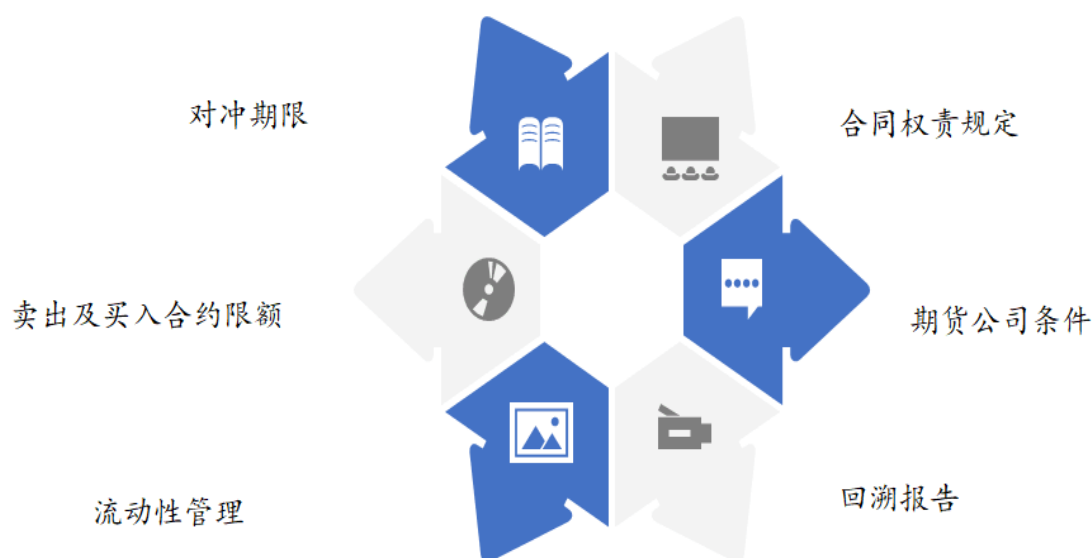 对冲期限
合同权责规定
卖出及买入合约限额
期货公司条件
流动性管理
回溯报告